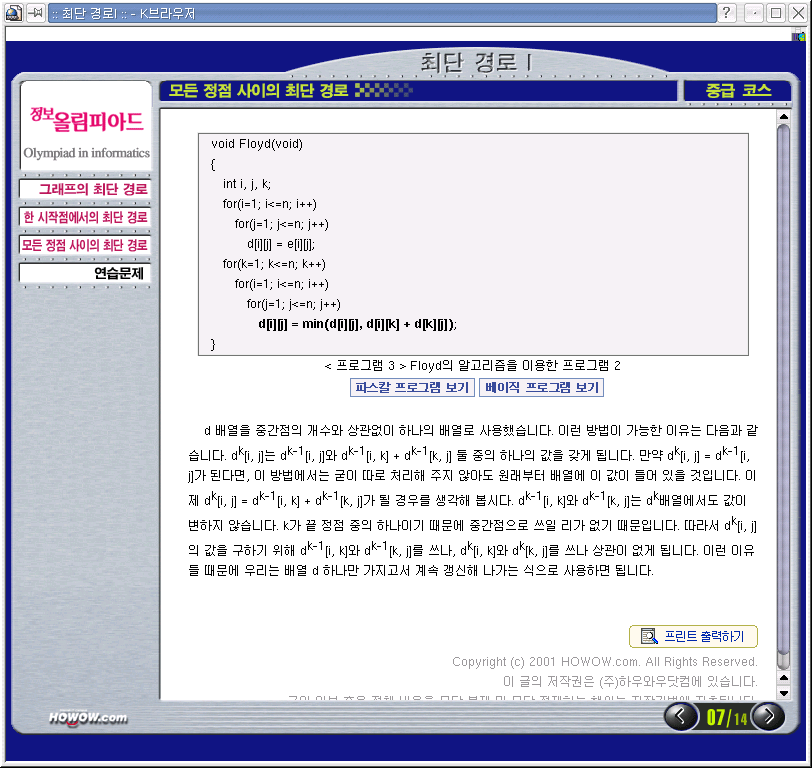 :: 최단 경로I :: - K브라우저
최단 경로 I
모든 정점 사이의 최단 경로
중급 코스
정보올림피아드
Olympiad in informatics
그래프의 최단 경로
한 시작점에서의 최단 경로
모든 정점 사이의 최단 경로
연습문제
void Floyd(void)
{
int i, j, k;
for(i=1; i<=n; i++)
for(j=1; j<=n; j++)
d[i][j] = e[i][j];
for(k=1; k<=n; k++)
for(i=1; i<=n; i++)
for(j=1; j<=n; j++)
d[i][j] = min(d[i][j], d[i][k] + d[k][j]);
}
< 프로그램 3 > Floyd의 알고리즘을 이용한 프로그램 2
파스칼 프로그램 보기 베이직 프로그램 보기
d 배열을 중간점의 개수와 상관없이 하나의 배열로 사용했습니다. 이런 방법이 가능한 이유는 다음과 같
습니다. d^k[i, j]는 d^k-1[i, j]와 d^k-1[i, k] + d^k-1[k, j] 둘 중의 하나의 값을 갖게 됩니다. 만약 d^k[i, j] = d^k-1[i,
j]가 된다면, 이 방법에서는 굳이 따로 처리해 주지 않아도 원래부터 배열에 이 값이 들어 있을 것입니다. 이
제 d^k[i, j] = d^k-1[i, k] + d^k-1[k, j]가 될 경우를 생각해 봅시다. d^k-1[i, k]와 d^k-1[k, j]는 d^k배열에서도 값이
변하지 않습니다. k가 끝 정점 중의 하나이기 때문에 중간점으로 쓰일 리가 없기 때문입니다. 따라서 d^k[i, j]
의 값을 구하기 위해 d^k-1[i, k]와 d^k-1[k, j]를 쓰나, d^k[i, k]와 d^k[k, j]를 쓰나 상관이 없게 됩니다. 이런 이유
들 때문에 우리는 배열 d 하나만 가지고서 계속 갱신해 나가는 식으로 사용하면 됩니다.
프린트 출력하기
Copyright (c) 2001 HOWOW.com. All Rights Reserved.
이 글의 저작권은 (주)하우와우닷컴에 있습니다.
HOWOW.com
07/14